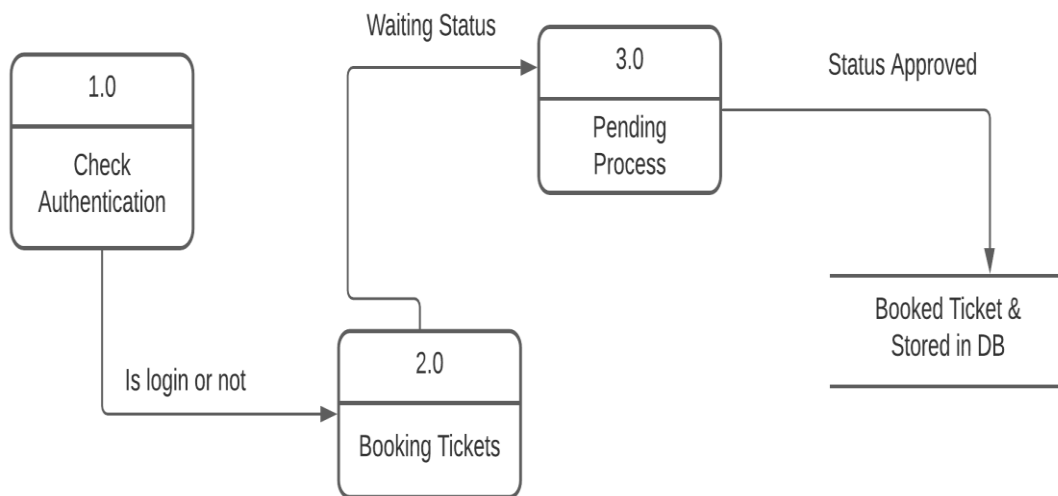 Waiting Status
3.0
Pending
Process
Status Approved
1.0
Check
Authentication
Is login or not
2.0
Booking Tickets
Booked Ticket &
Stored in DB